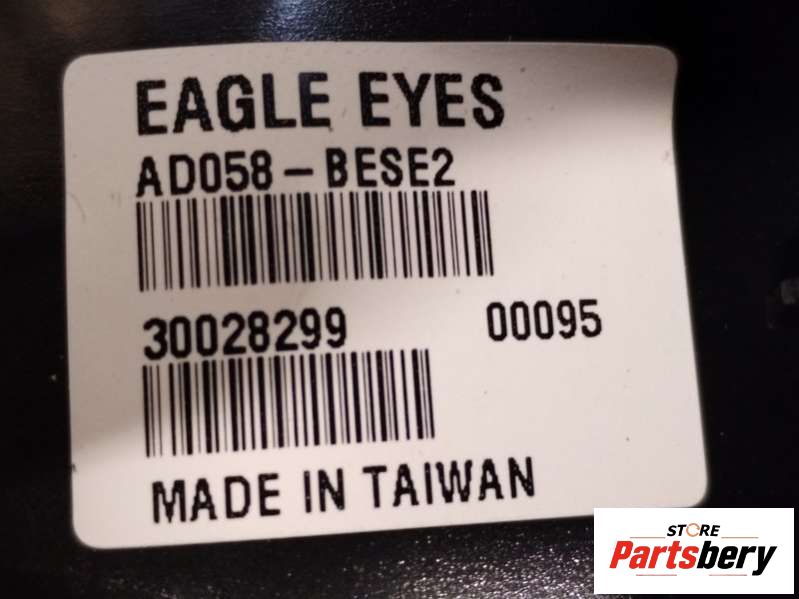 EAGLE EYES
AD058-BESE2
30028299 00095
MADE IN TAIWAN
STORE
Partsbery